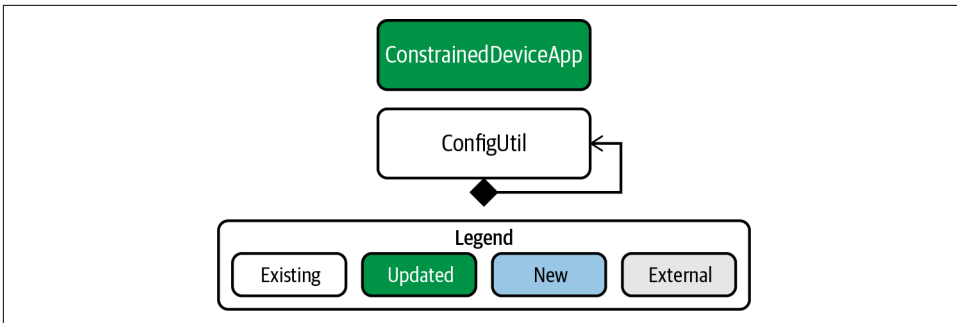 ConstrainedDeviceApp
ConfigUtil
Legend
Existing Updated New External